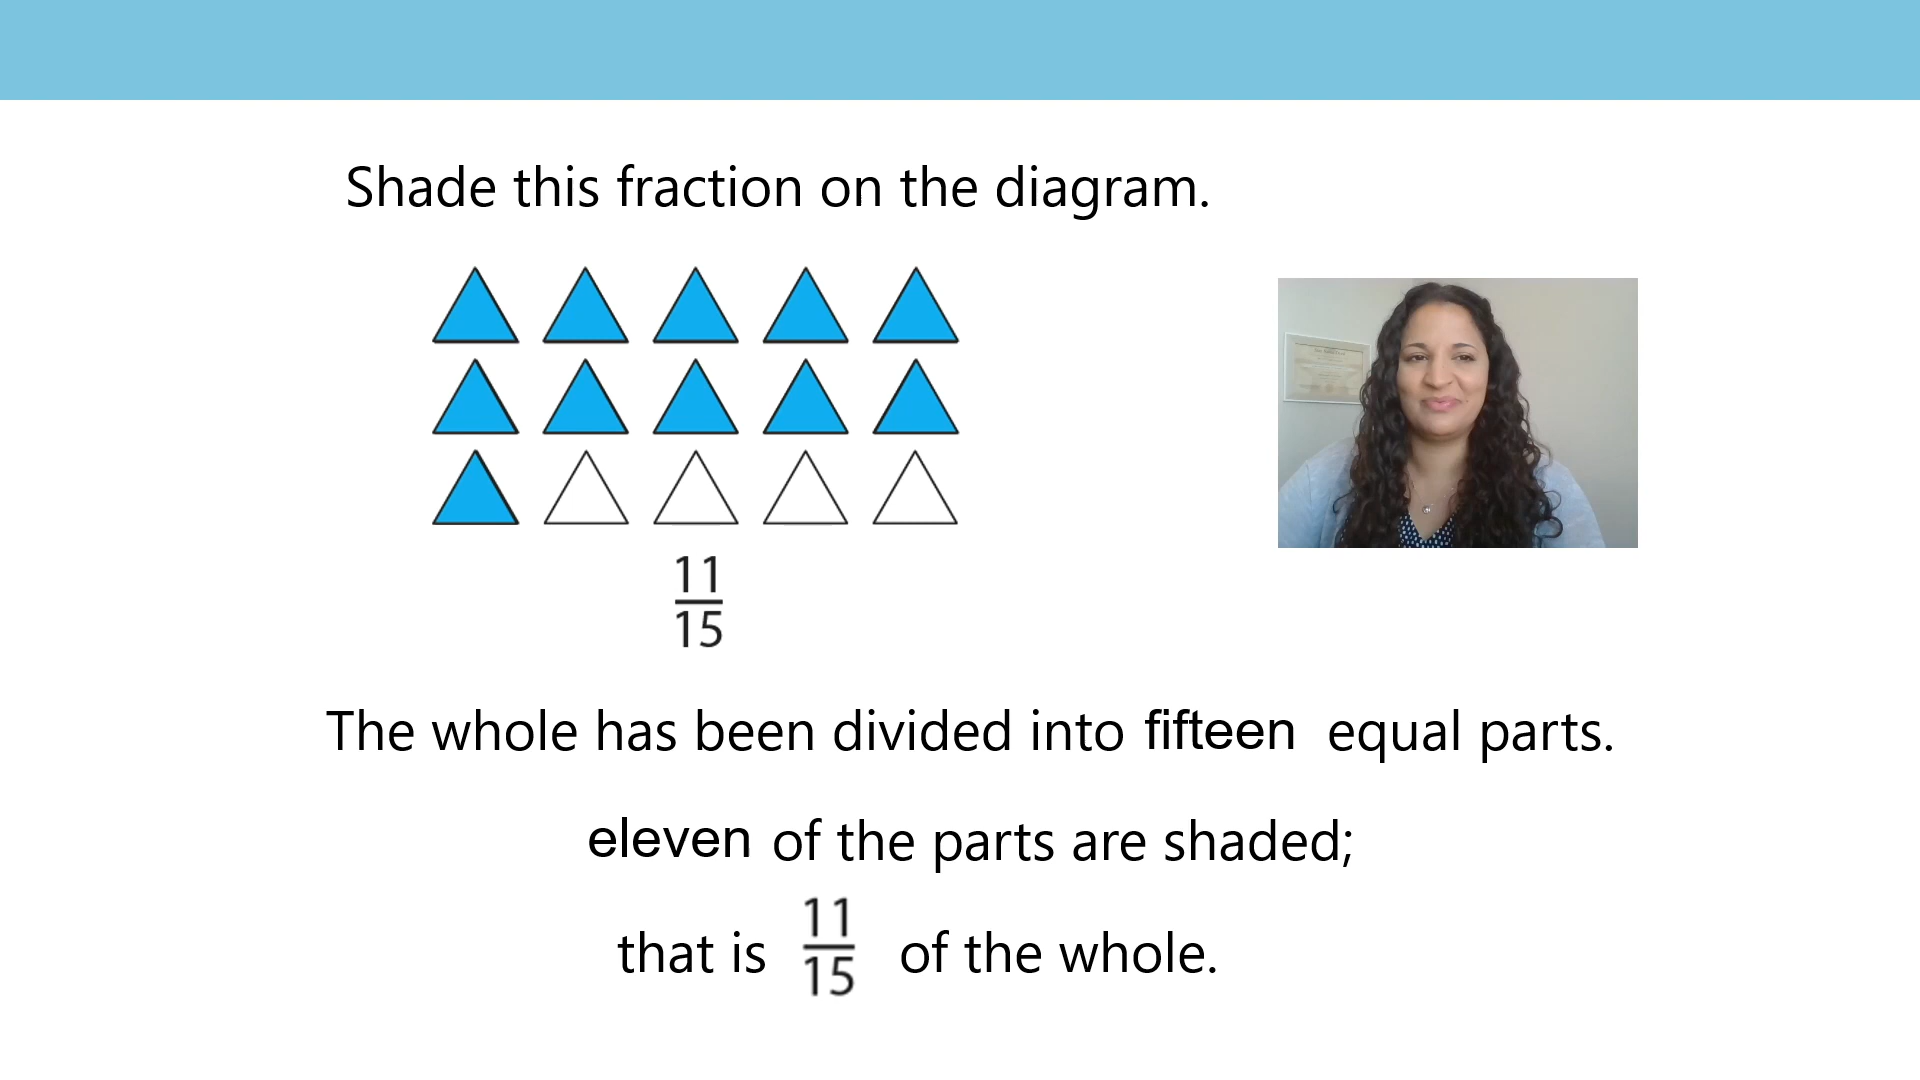 Shade this fraction on the diagram.
11
15
The whole has been divided into fifteen equal parts.
eleven of the parts are shaded;
that is 11/15 of the whole.